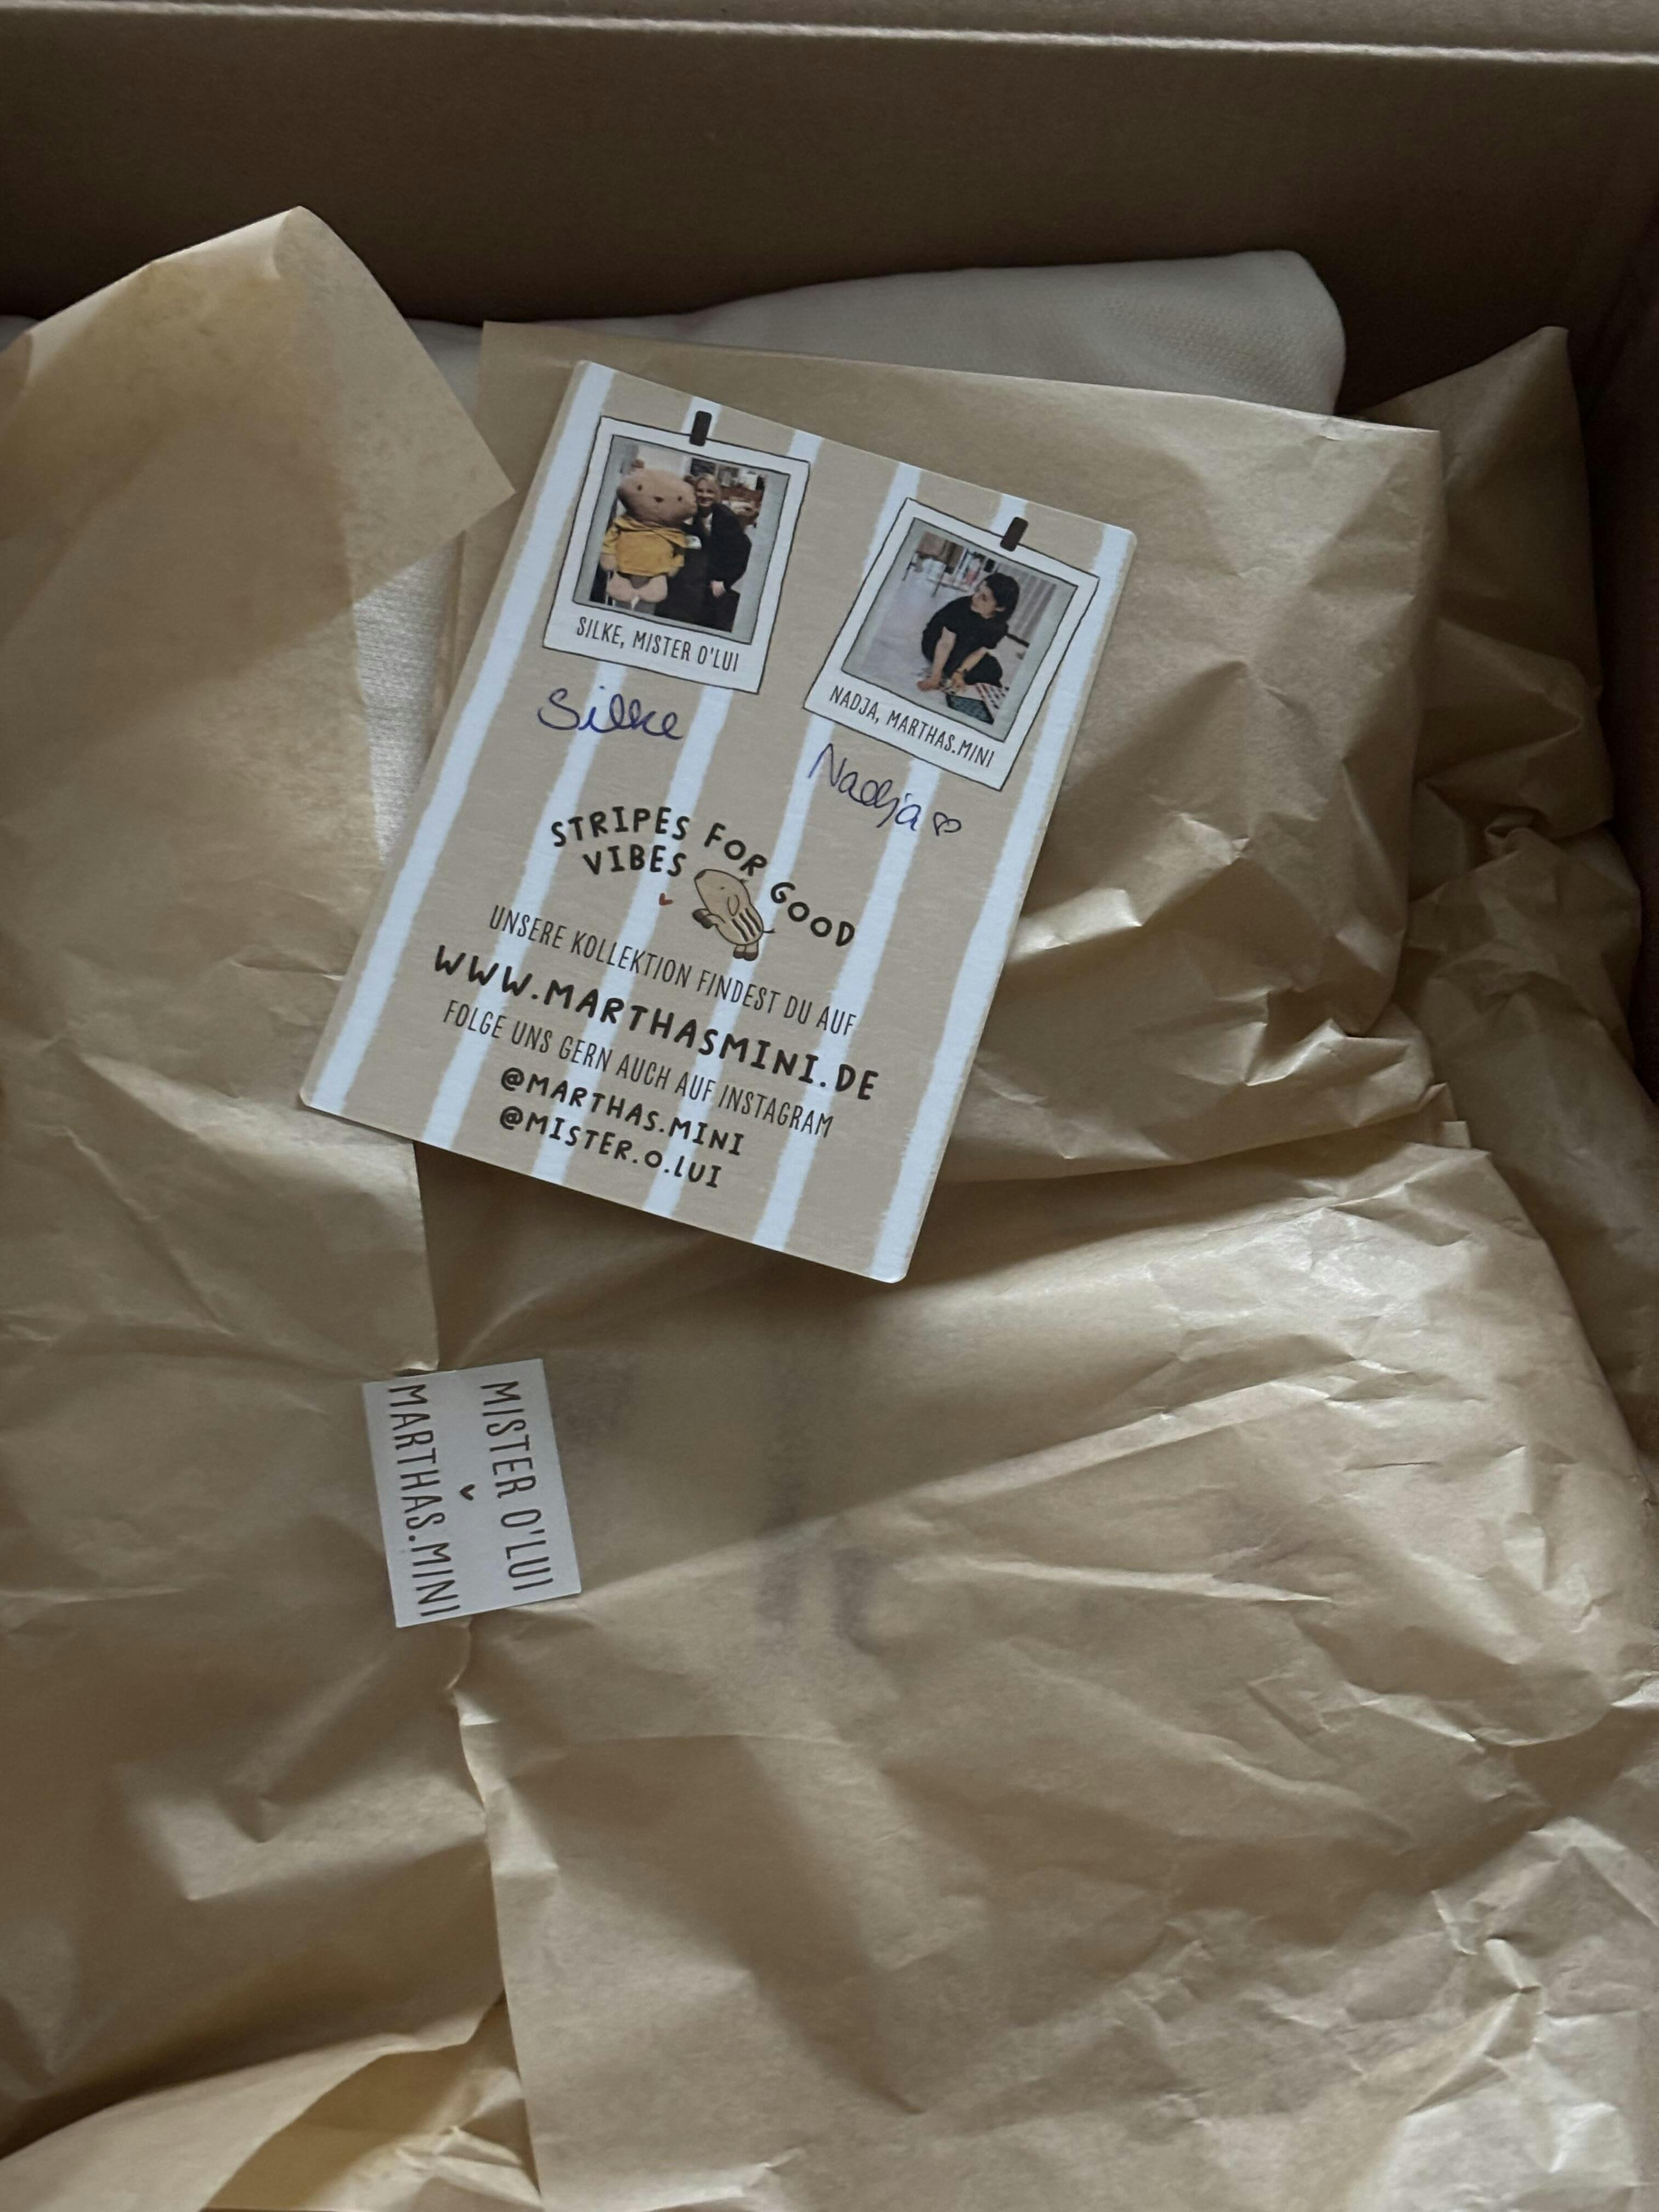 SILKE, MISTER O'LUI
Silke
NADJA, MARTHAS.MINI
Nadja
STRIPES FOR GOOD
VIBES
UNSERE KOLLEKTION FINDEST DU AUF
WWW.MARTHASMINI.DE
FOLGE UNS GERN AUCH AUF INSTAGRAM
@MARTHAS.MINI
@MISTER.O.LUI
MISTER O'LUI
MARTHAS.MINI